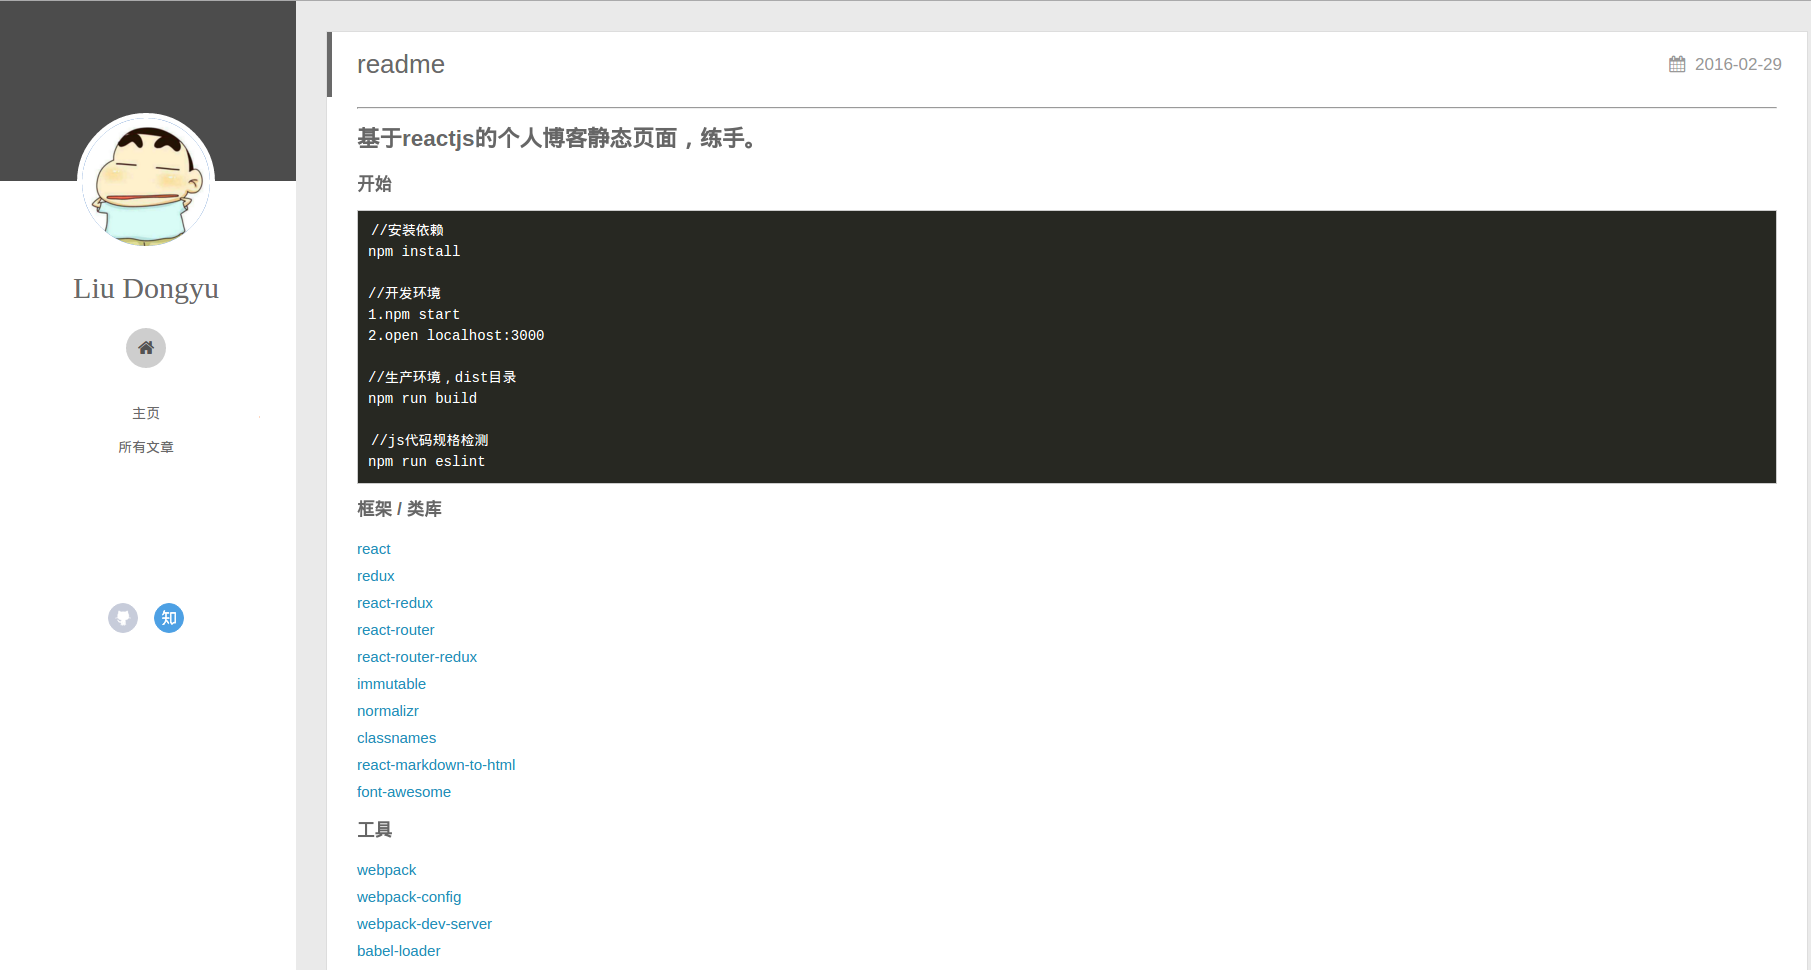 Liu Dongyu
主页
所有文章
知
readme
2016-02-29
基于reactjs的个人博客静态页面，练手。
开始
//安装依赖
npm install
//开发环境
1.npm start
2.open localhost:3000
//生产环境，dist目录
npm run build
//js代码规格检测
npm run eslint
框架 / 类库
react
redux
react-redux
react-router
react-router-redux
immutable
normalizr
classnames
react-markdown-to-html
font-awesome
工具
webpack
webpack-config
webpack-dev-server
babel-loader